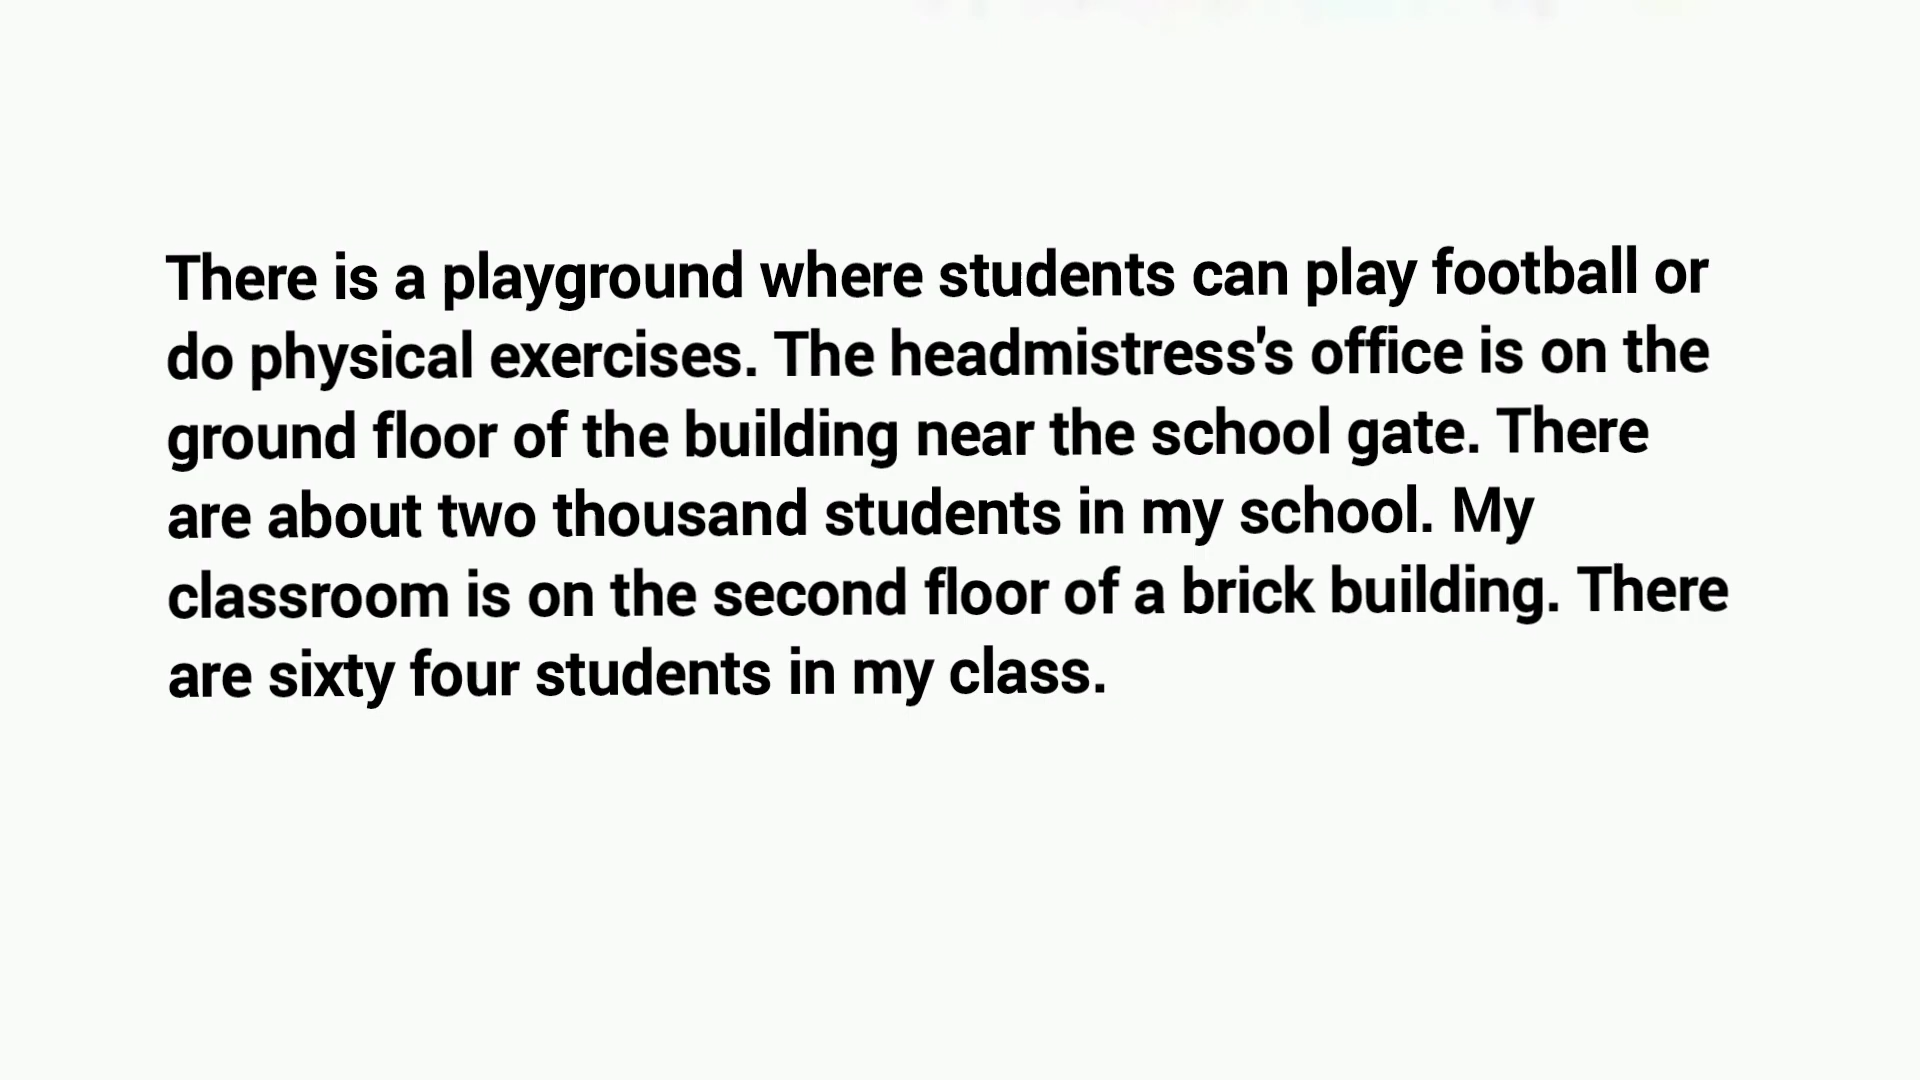 There is a playground where students can play football or
do physical exercises. The headmistress's office is on the
ground floor of the building near the school gate. There
are about two thousand students in my school. My
classroom is on the second floor of a brick building. There
are sixty four students in my class.